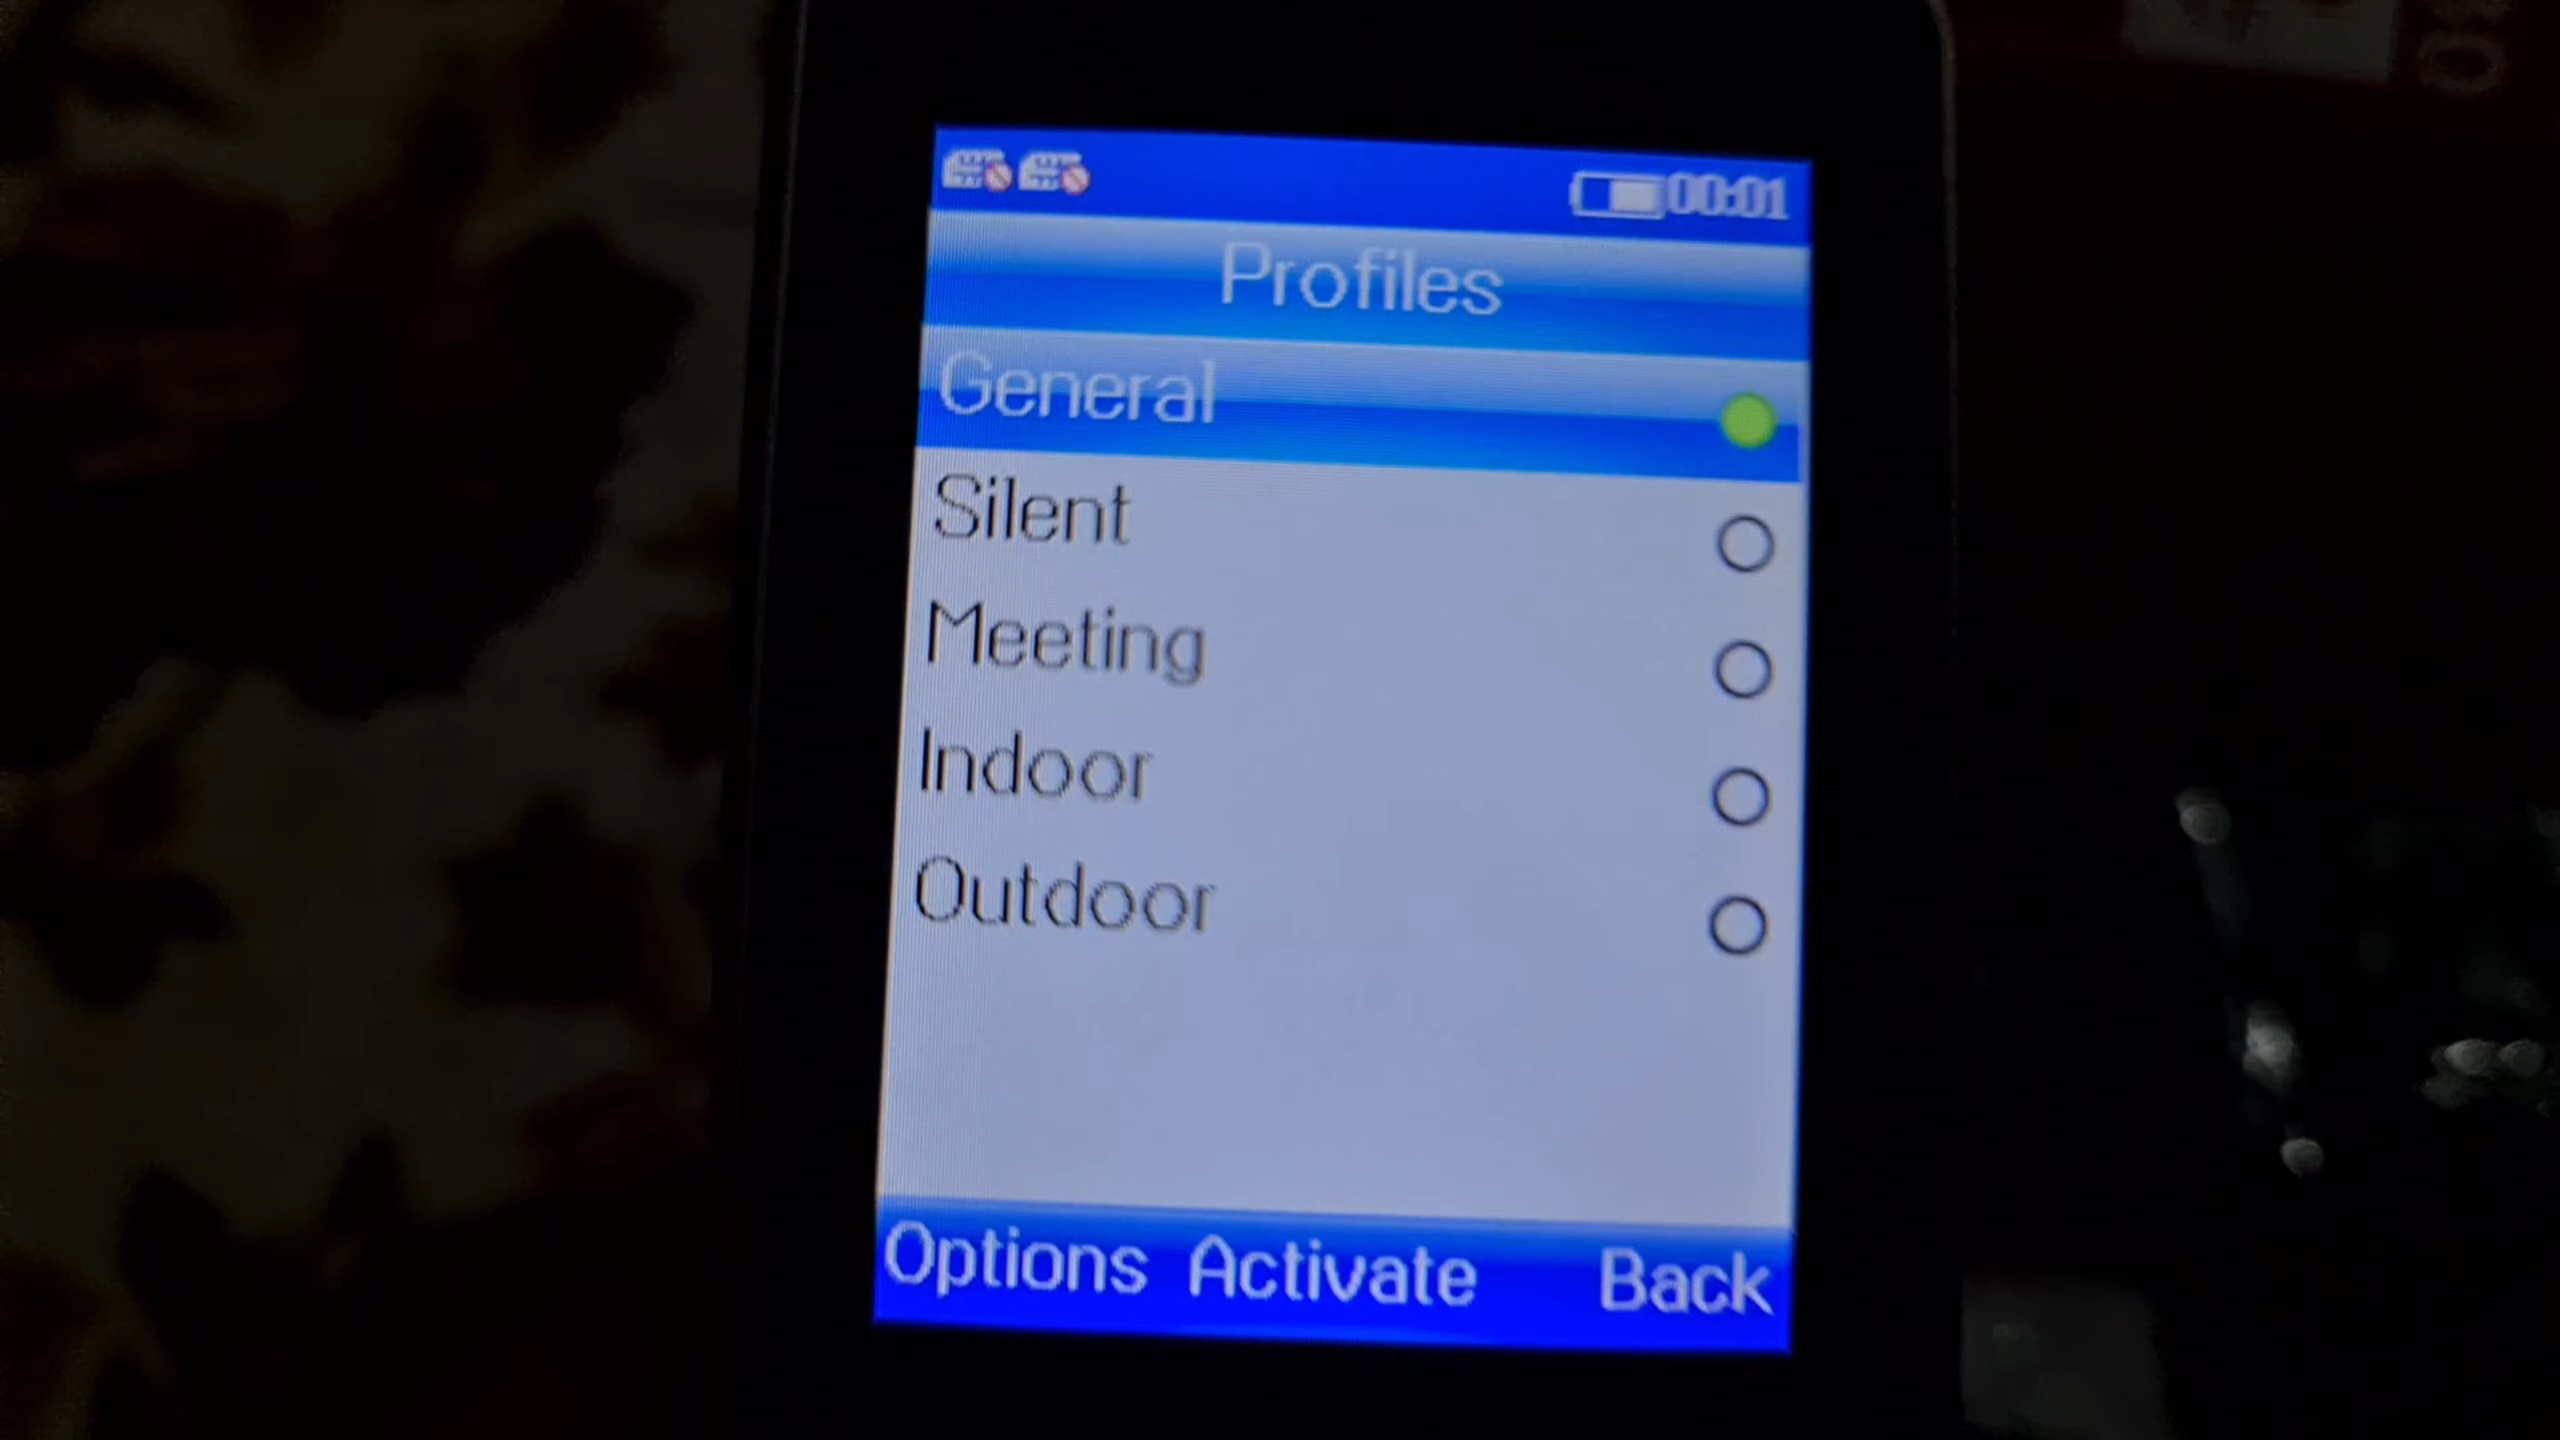 00:01
Profiles
General
Silent
Meeting
Indoor
Outdoor
Options Activate Back